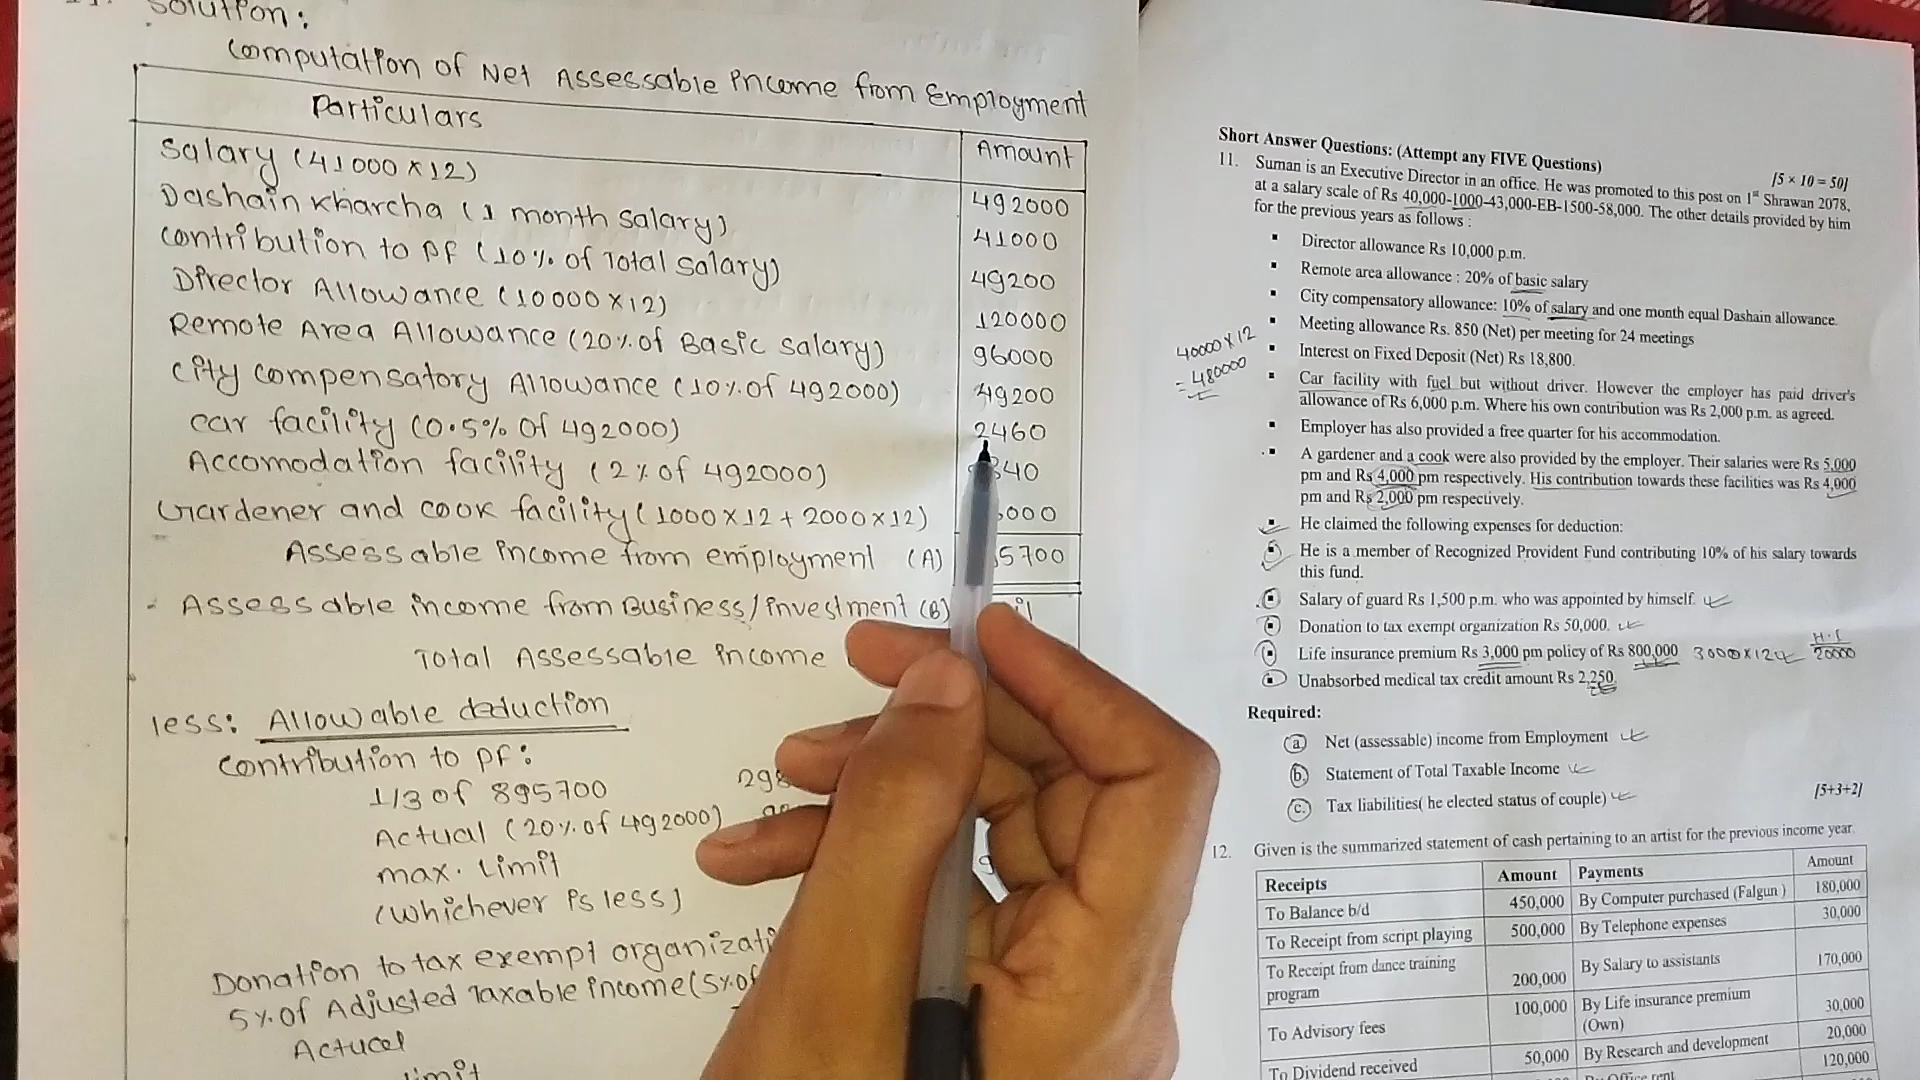 Solution:
Computation of Net Assessable income from Employment
Particulars
Amount
Salary (41000 x 12)
492000
Dashain kharcha (1 month salary)
41000
Contribution to PF (10% of Total salary)
49200
Director Allowance (10000 x 12)
120000
Remote Area Allowance (20% of Basic salary)
96000
City compensatory Allowance (10% of 492000)
49200
Car facility (0.5% of 492000)
2460
Accomodation facility (2% of 492000)
840
Gardener and cook facility (1000 x 12 + 2000 x 12)
000
Assessable income from employment (A)
5700
Assessable income from Business/investment (B)
Total Assessable income
less: Allowable deduction
Contribution to PF:
1/3 of 895700
298
Actual (20% of 492000)
max. limit
(whichever is less)
Donation to tax exempt
5% of Adjusted Taxable income (5% of
Actual
limit
Short Answer Questions: (Attempt any FIVE Questions)
[5 × 10 = 50]
11. Suman is an Executive Director in an office. He was promoted to this post on 1st Shrawan 2078,
at a salary scale of Rs 40,000-1000-43,000-EB-1500-58,000. The other details provided by him
for the previous years as follows :
▪ Director allowance Rs 10,000 p.m.
▪ Remote area allowance : 20% of basic salary
▪ City compensatory allowance: 10% of salary and one month equal Dashain allowance.
▪ Meeting allowance Rs. 850 (Net) per meeting for 24 meetings
▪ Interest on Fixed Deposit (Net) Rs 18,800.
40000 x 12
= 480000
▪ Car facility with fuel but without driver. However the employer has paid driver's
allowance of Rs 6,000 p.m. Where his own contribution was Rs 2,000 p.m. as agreed.
▪ Employer has also provided a free quarter for his accommodation.
▪ A gardener and a cook were also provided by the employer. Their salaries were Rs 5,000
pm and Rs 4,000 pm respectively. His contribution towards these facilities was Rs 4,000
pm and Rs 2,000 pm respectively.
▪ He claimed the following expenses for deduction:
▪ He is a member of Recognized Provident Fund contributing 10% of his salary towards
this fund.
▪ Salary of guard Rs 1,500 p.m. who was appointed by himself.
▪ Donation to tax exempt organization Rs 50,000.
▪ Life insurance premium Rs 3,000 pm policy of Rs 800,000 3000 x 12 H.I 20000
▪ Unabsorbed medical tax credit amount Rs 2,250.
Required:
a. Net (assessable) income from Employment
b. Statement of Total Taxable Income
c. Tax liabilities( he elected status of couple)
[5+3+2]
12. Given is the summarized statement of cash pertaining to an artist for the previous income year.
Receipts Amount Payments Amount
To Balance b/d 450,000 By Computer purchased (Falgun ) 180,000
To Receipt from script playing 500,000 By Telephone expenses 30,000
To Receipt from dance training program 200,000 By Salary to assistants 170,000
To Advisory fees 100,000 By Life insurance premium (Own) 30,000
To Dividend received 50,000 By Research and development 20,000
By Office rent 120,000